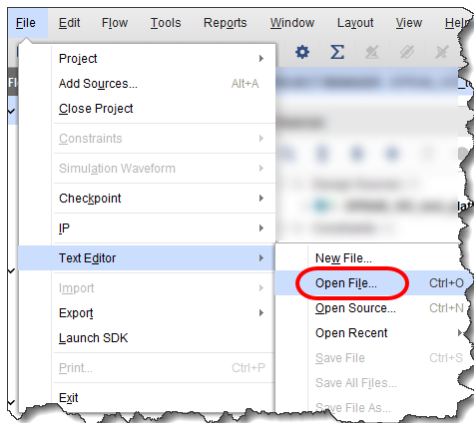 File Edit Flow Tools Reports Window Layout View Help
Project
Add Sources... Alt+A
Close Project
Constraints
Simulation Waveform
Checkpoint
IP
Text Editor
Import
Export
Launch SDK
Print... Ctrl+P
Exit
New File...
Open File... Ctrl+O
Open Source... Ctrl+N
Open Recent
Save File Ctrl+S
Save All Files...
Save File As...